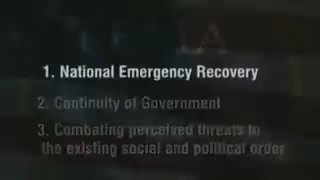 1. National Emergency Recovery
2. Continuity of Government
3. Combating perceived threats to
the existing social and political order